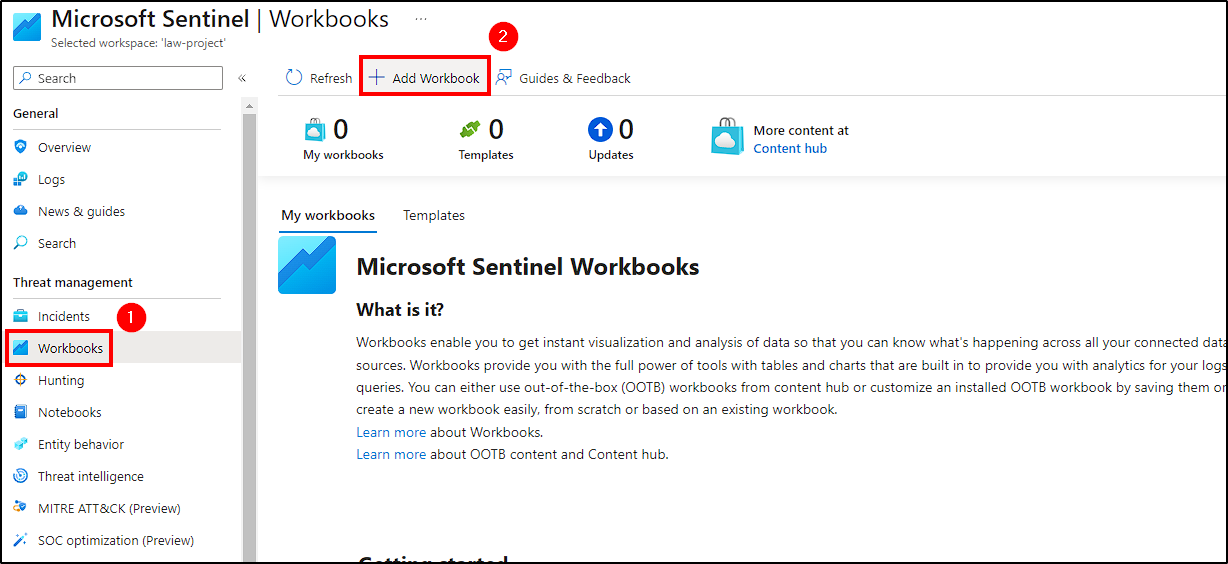 Microsoft Sentinel | Workbooks ...
Selected workspace: 'law-project'
2
Search «
Refresh + Add Workbook Guides & Feedback
General
Overview
Logs
News & guides
Search
Threat management
Incidents
1
Workbooks
Hunting
Notebooks
Entity behavior
Threat intelligence
MITRE ATT&CK (Preview)
SOC optimization (Preview)
0 0 0
My workbooks Templates Updates
More content at
Content hub
My workbooks Templates
Microsoft Sentinel Workbooks
What is it?
Workbooks enable you to get instant visualization and analysis of data so that you can know what's happening across all your connected data
sources. Workbooks provide you with the full power of tools with tables and charts that are built in to provide you with analytics for your logs
queries. You can either use out-of-the-box (OOTB) workbooks from content hub or customize an installed OOTB workbook by saving them or
create a new workbook easily, from scratch or based on an existing workbook.
Learn more about Workbooks.
Learn more about OOTB content and Content hub.
Getting started